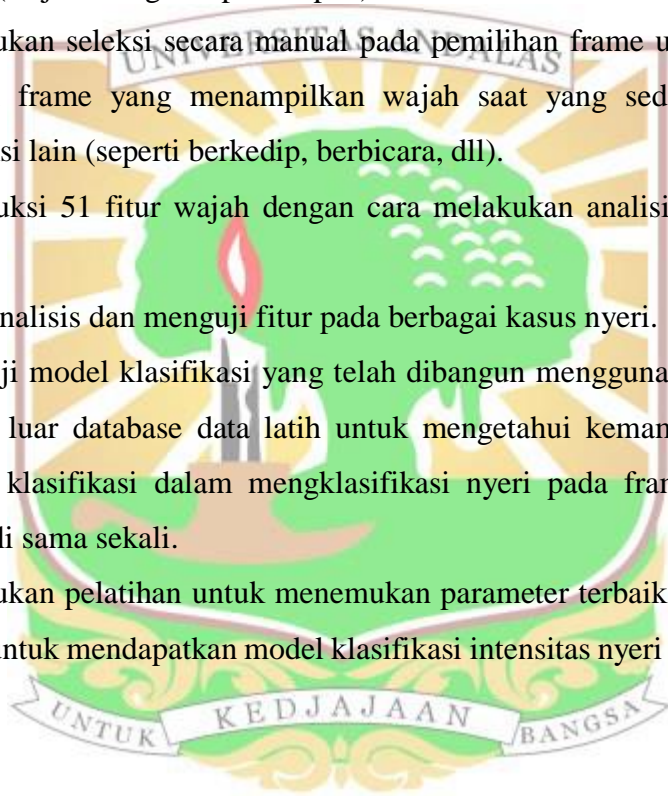 UNIVERSITAS ANDALAS
ukan seleksi secara manual pada pemilihan frame u
frame yang menampilkan wajah saat yang sed
si lain (seperti berkedip, berbicara, dll).
uksi 51 fitur wajah dengan cara melakukan analisi
nalisis dan menguji fitur pada berbagai kasus nyeri.
ji model klasifikasi yang telah dibangun mengguna
luar database data latih untuk mengetahui keman
klasifikasi dalam mengklasifikasi nyeri pada fran
li sama sekali.
ukan pelatihan untuk menemukan parameter terbaik
untuk mendapatkan model klasifikasi intensitas nyeri
UNTUK KEDJAJAAN BANGSA